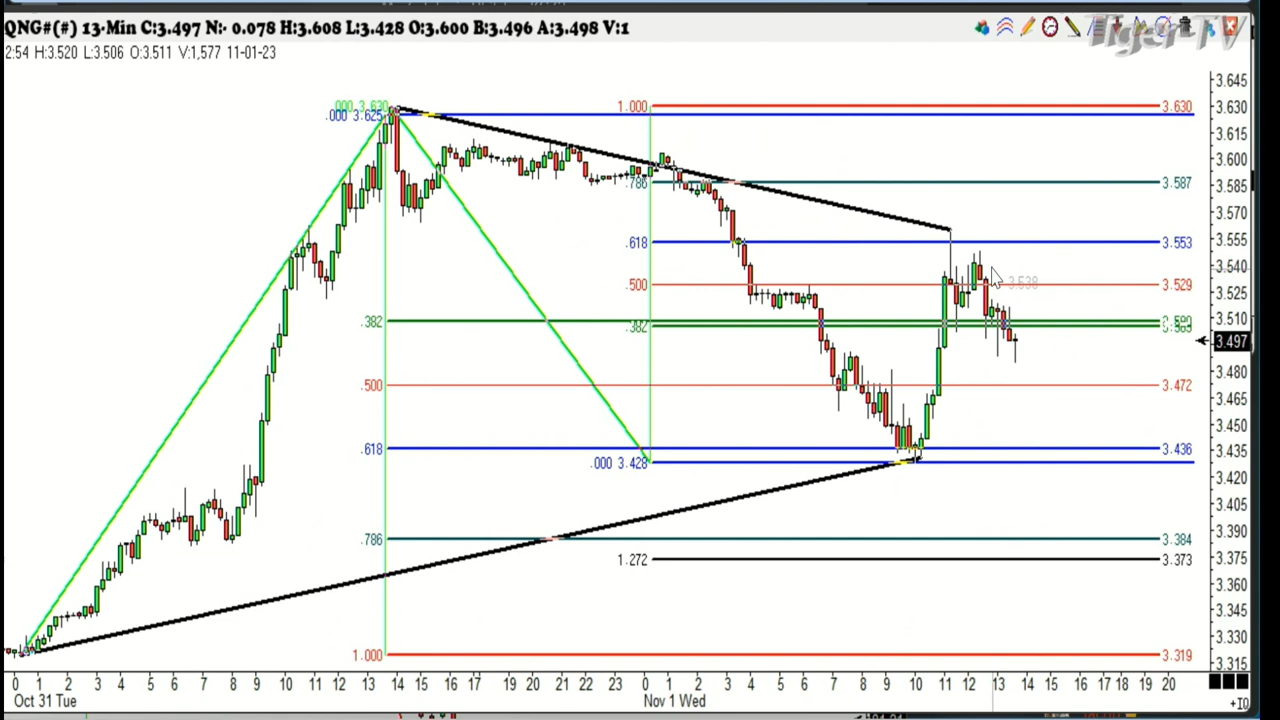 QNG#(#) 13-Min C:3.497 N:- 0.078 H:3.608 L:3.428 O:3.600 B:3.496 A:3.498 V:1
Tiger TV
2:54 H:3.520 L:3.506 O:3.511 V:1,577 11-01-23
3.645
.000 3.630 1.000 3.630 3.630
.000 3.625
3.615
3.600
.786 3.587 3.585
3.570
.618 3.553 3.555
3.540
.500 3.538 3.529 3.525
.382 3.510
.382
3.497
.500 3.472 3.480
3.465
3.450
.618 3.436 3.435
.000 3.428
3.420
3.405
.786 3.384 3.390
1.272 3.373 3.375
3.360
3.345
3.330
1.000 3.319 3.315
0 1 2 3 4 5 6 7 8 9 10 11 12 13 14 15 16 17 19 20 21 22 23 0 1 2 3 4 5 6 7 8 9 10 11 12 13 14 15 16 17 18 19 20
Oct 31 Tue Nov 1 Wed
+10